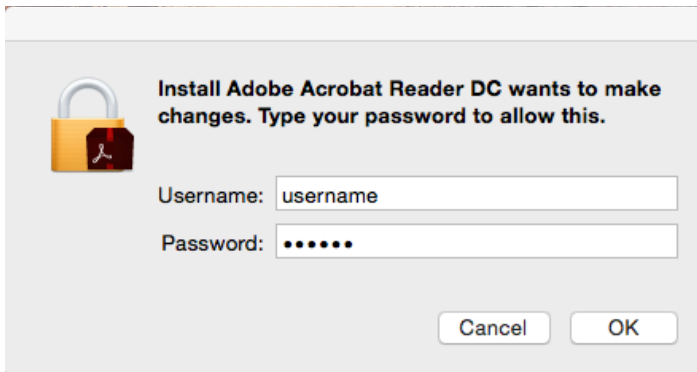 Install Adobe Acrobat Reader DC wants to make
changes. Type your password to allow this.
Username: username
Password: ••••••
Cancel OK